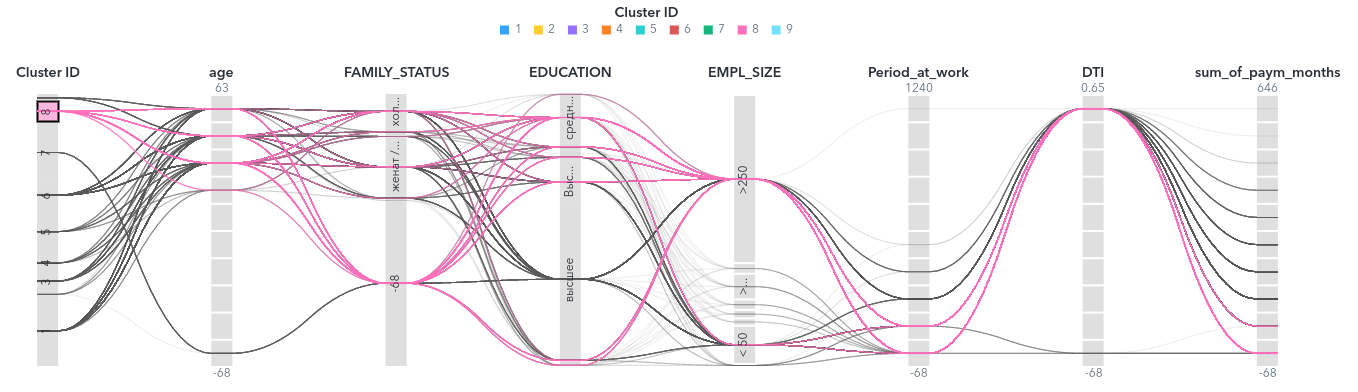 Cluster ID
1 2 3 4 5 6 7 8 9
Cluster ID age FAMILY_STATUS EDUCATION EMPL_SIZE Period_at_work DTI sum_of_paym_months
63 1240 0.65 646
8
7
6
5
4
3
1
хол...
женат /...
-68
средн...
Выс...
высшее
>250
>...
< 50
-68 -68 -68 -68